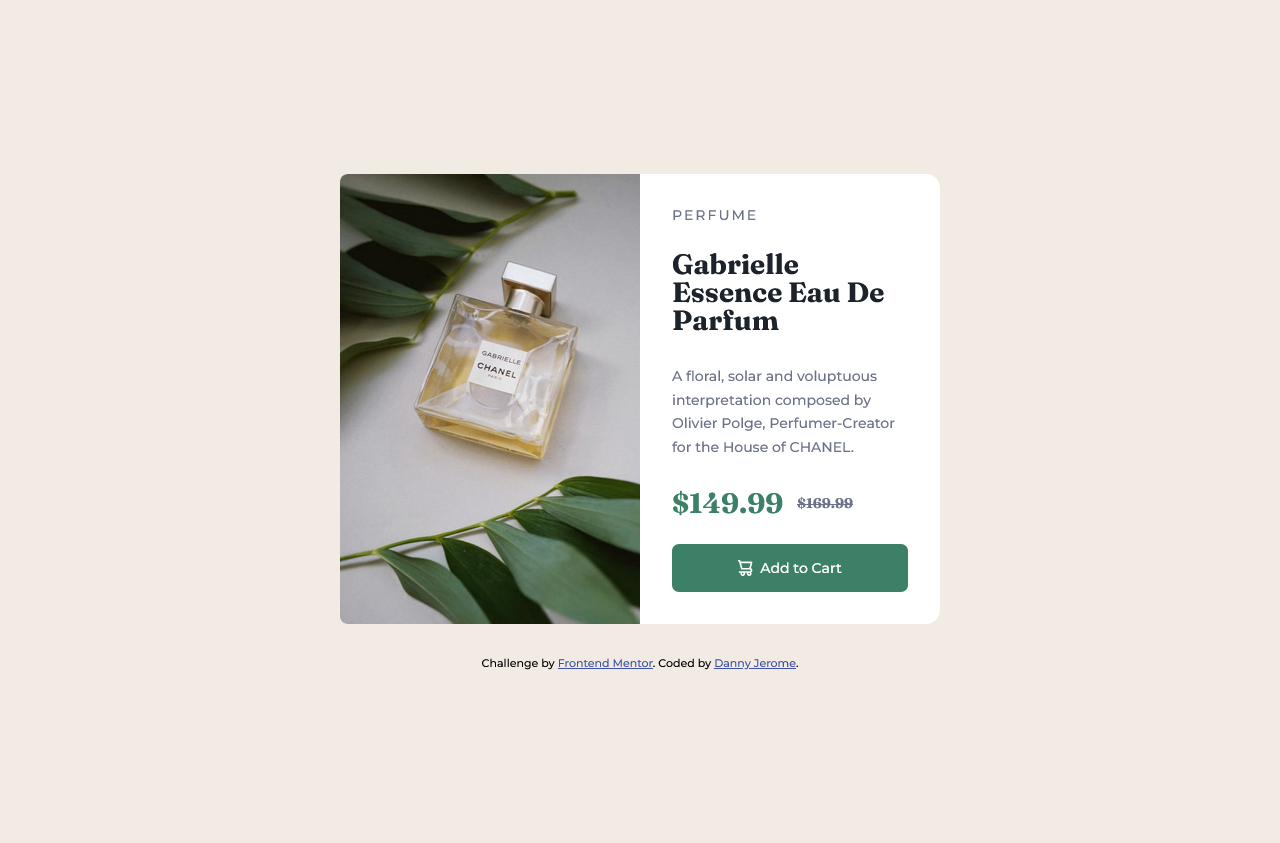 GABRIELLE
CHANEL
PARIS
PERFUME
Gabrielle
Essence Eau De
Parfum
A floral, solar and voluptuous
interpretation composed by
Olivier Polge, Perfumer-Creator
for the House of CHANEL.
$149.99 $169.99
Add to Cart
Challenge by Frontend Mentor. Coded by Danny Jerome.